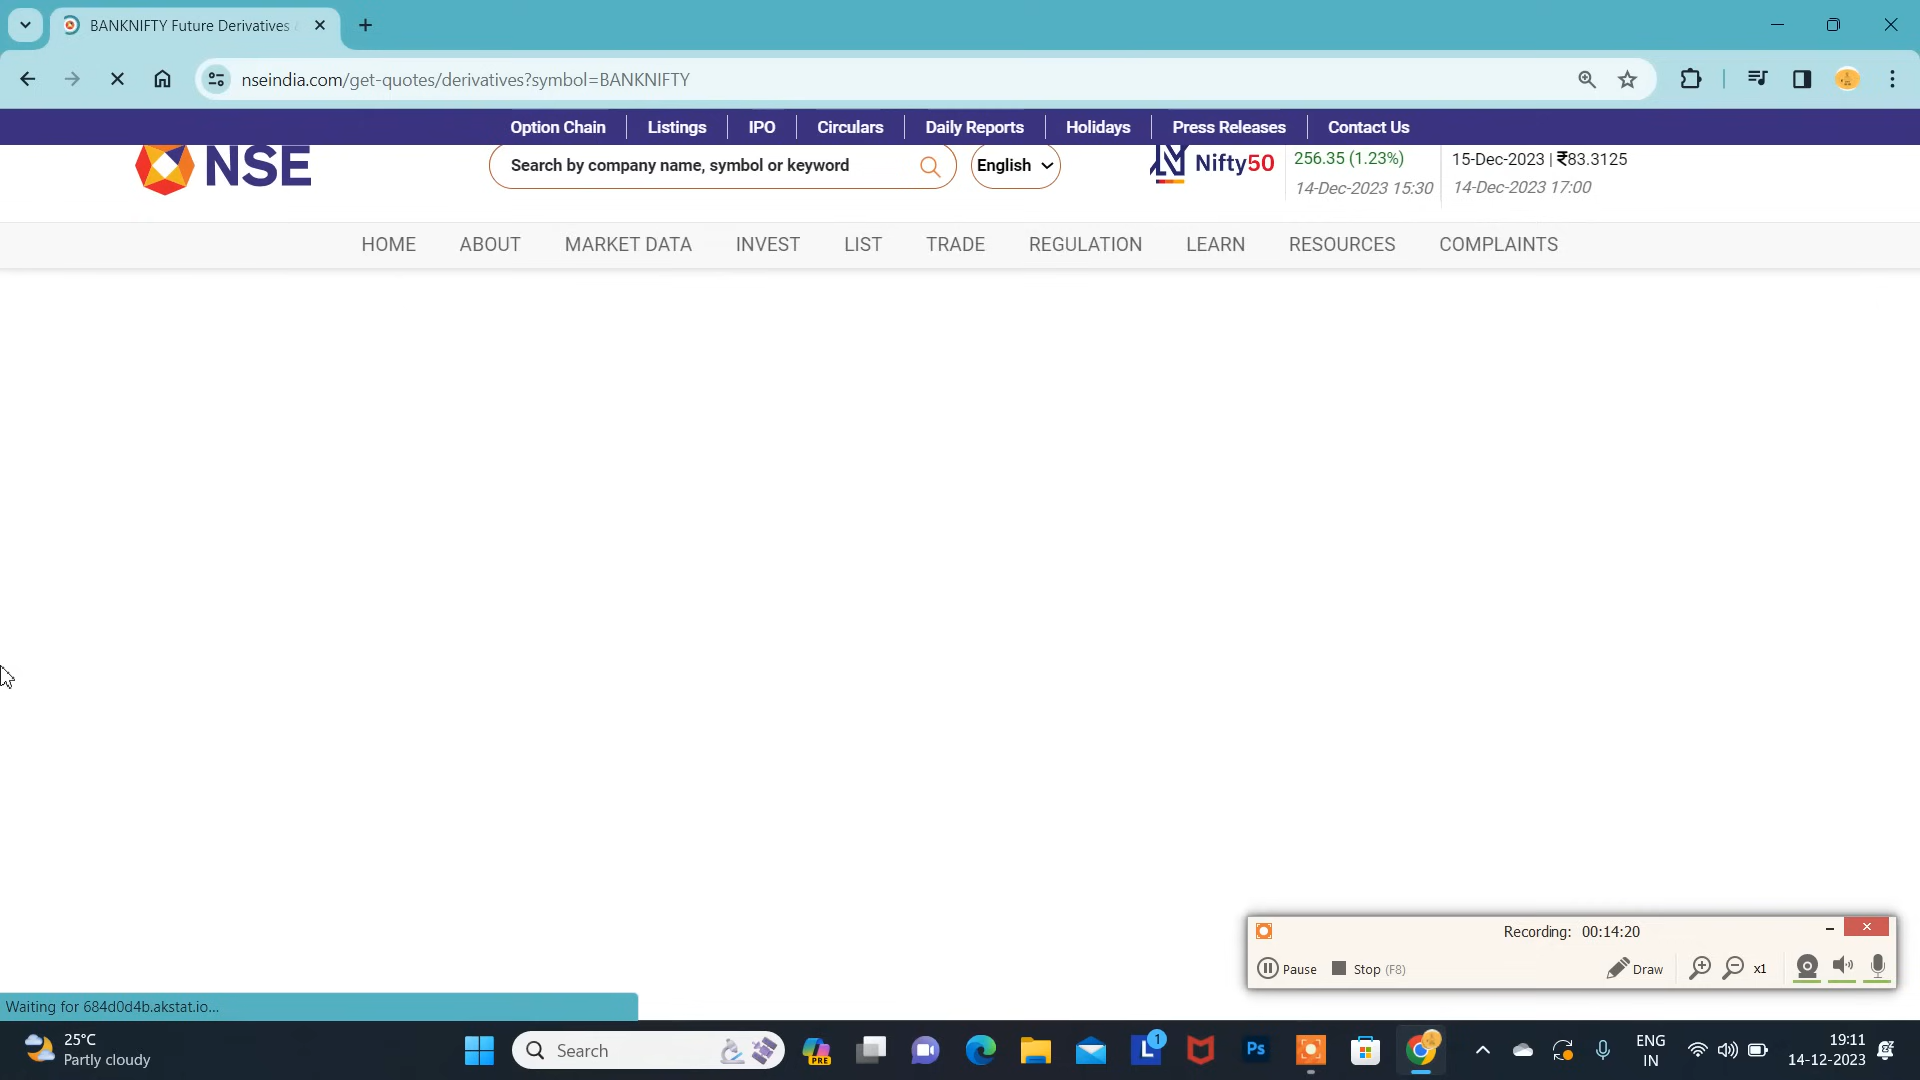 BANKNIFTY Future Derivatives
nseindia.com/get-quotes/derivatives?symbol=BANKNIFTY
Option Chain
Listings
IPO
Circulars
Daily Reports
Holidays
Press Releases
Contact Us
NSE
Search by company name, symbol or keyword
English
Nifty50
256.35 (1.23%)
14-Dec-2023 15:30
15-Dec-2023 | ₹83.3125
14-Dec-2023 17:00
HOME
ABOUT
MARKET DATA
INVEST
LIST
TRADE
REGULATION
LEARN
RESOURCES
COMPLAINTS
Recording: 00:14:20
Pause
Stop (F8)
Draw
x1
Waiting for 684d0d4b.akstat.io...
25°C
Partly cloudy
Search
PRE
L
1
Ps
ENG
IN
19:11
14-12-2023